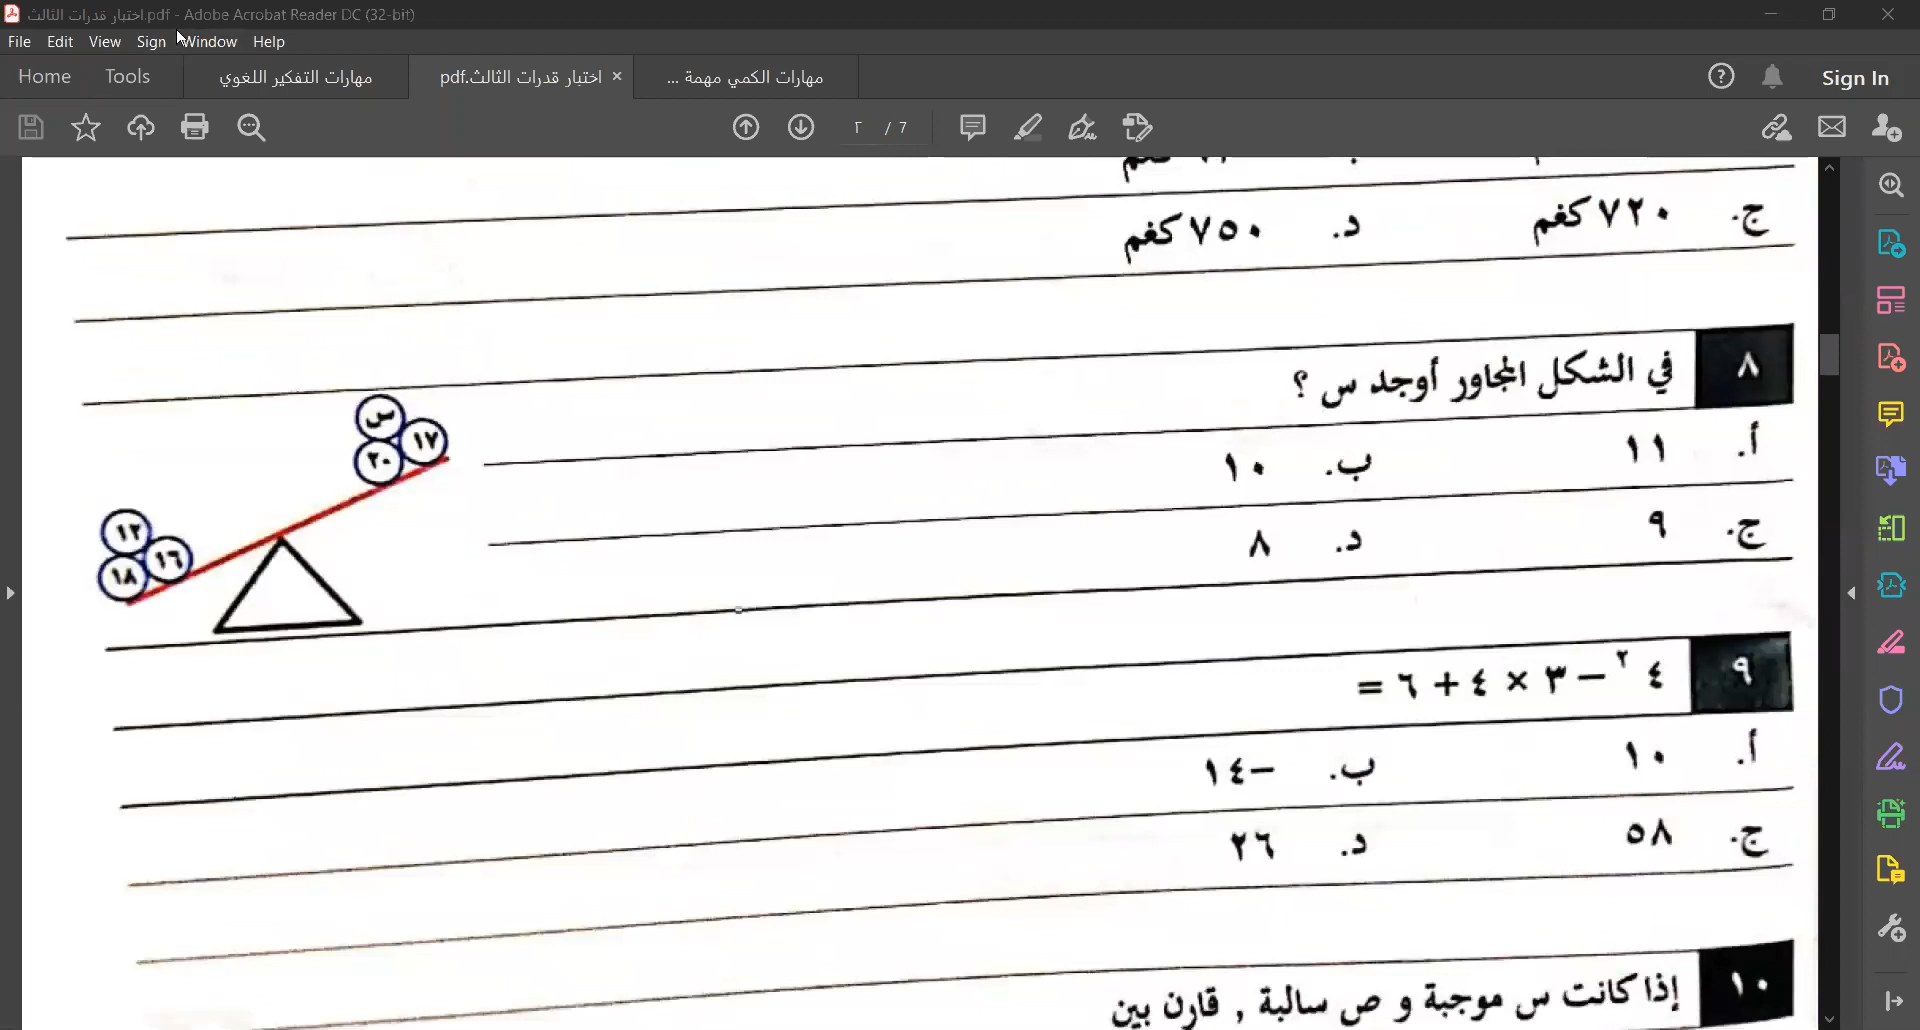 اختبار قدرات الثالث.pdf - Adobe Acrobat Reader DC (32-bit)
File Edit View Sign Window Help
Home Tools مهارات التفكير اللغوي اختبار قدرات الثالث.pdf × مهارات الكمي مهمة ... Sign In
٢ / 7
ج. ٧٢٠ كغم د. ٧٥٠ كغم
٨ في الشكل المجاور أوجد س ؟
أ. ١١ ب. ١٠
ج. ٩ د. ٨
س
١٧
٢٠
١٢
١٦
١٨
٩ ٤ ٢ – ٣ × ٤ + ٦ =
أ. ١٠ ب. –١٤
ج. ٥٨ د. ٢٦
١٠ إذا كانت س موجبة و ص سالبة , قارن بين